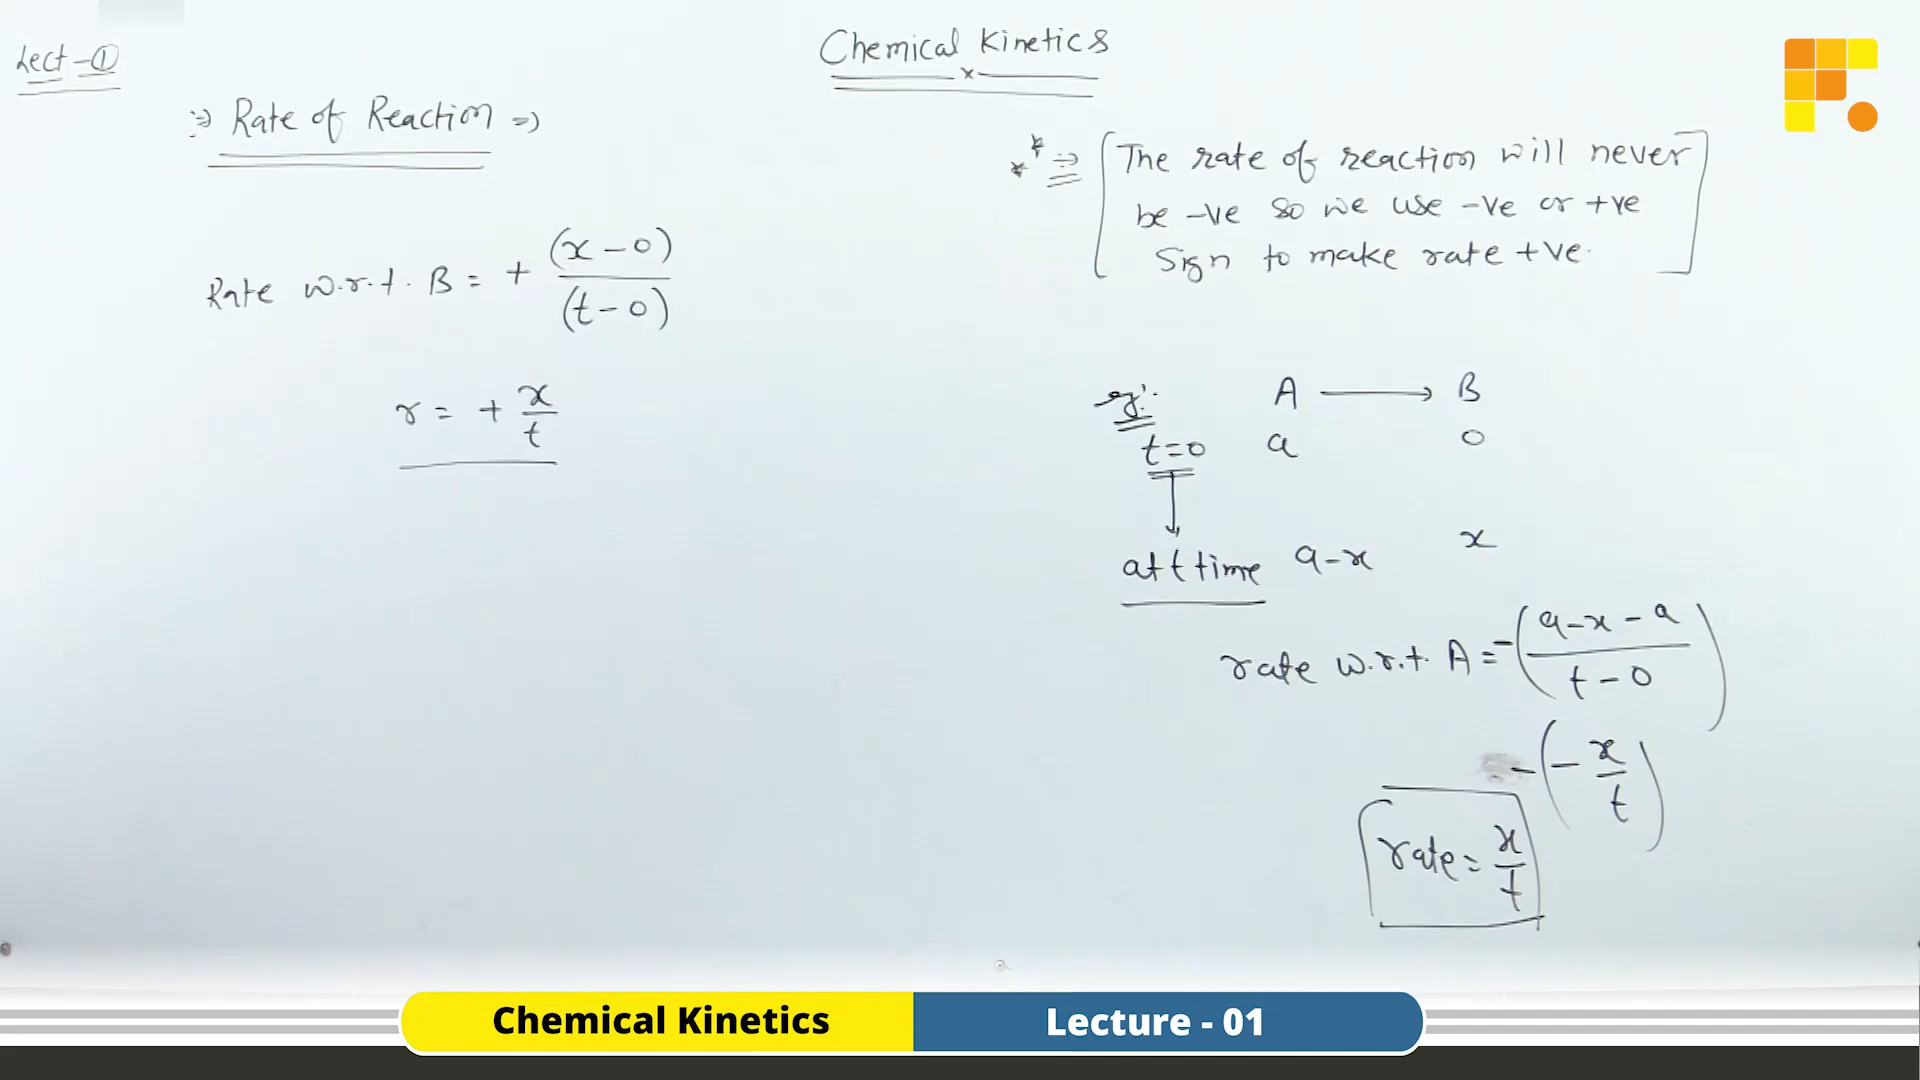 Lect-①
Chemical Kinetics
x
⇒ Rate of Reaction ⇒
Rate w.r.t. B = + (x-0)/(t-0)
r = + x/t
** ⇒ [The rate of reaction will never
be -ve so we use -ve or +ve
Sign to make rate +ve.]
eg:- A ⟶ B
t=0 a 0
at t time a-x x
rate w.r.t. A = -((a-x-a)/(t-0))
-(-x/t)
rate = x/t
Chemical Kinetics
Lecture - 01